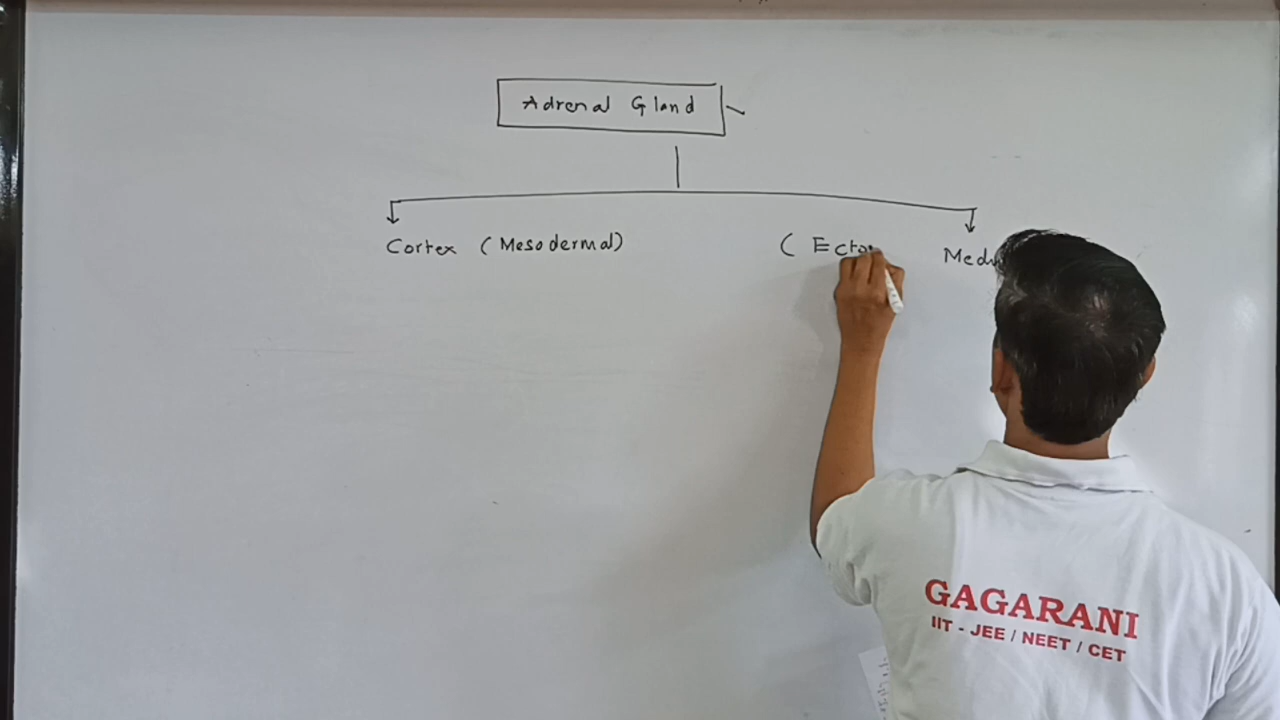 Adrenal Gland
Cortex (Mesodermal)
(Ecto
GAGARANI
IIT - JEE / NEET / CET